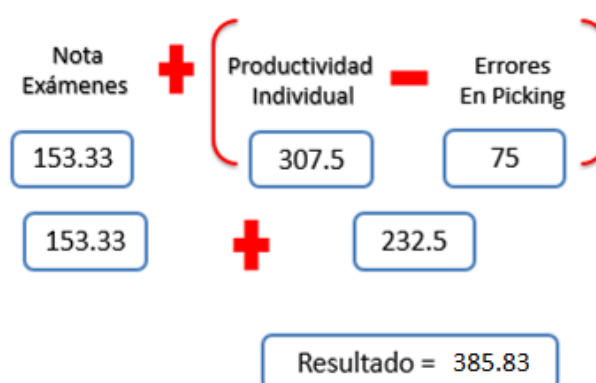 Nota
Exámenes
+
Productividad
Individual
-
Errores
En Picking
153.33
307.5
75
153.33
+
232.5
Resultado = 385.83